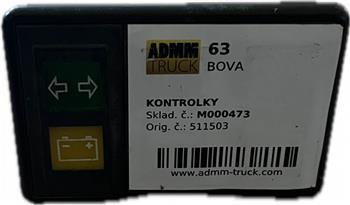 ADMM 63
TRUCK BOVA
KONTROLKY
Sklad. č.: M000473
Orig. č.: 511503
www.admm-truck.com